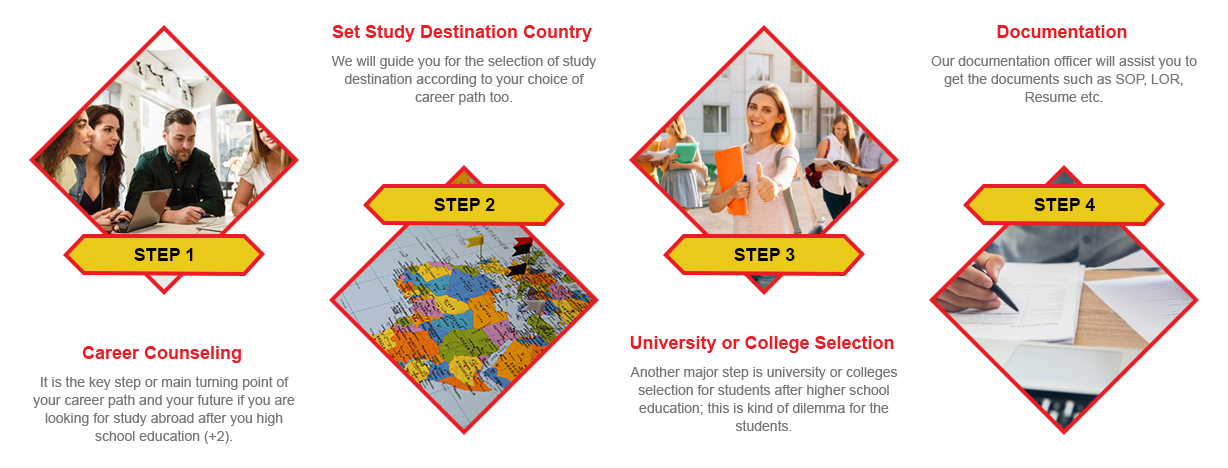 STEP 1
Career Counseling
It is the key step or main turning point of
your career path and your future if you are
looking for study abroad after you high
school education (+2).
Set Study Destination Country
We will guide you for the selection of study
destination according to your choice of
career path too.
STEP 2
STEP 3
University or College Selection
Another major step is university or colleges
selection for students after higher school
education; this is kind of dilemma for the
students.
Documentation
Our documentation officer will assist you to
get the documents such as SOP, LOR,
Resume etc.
STEP 4